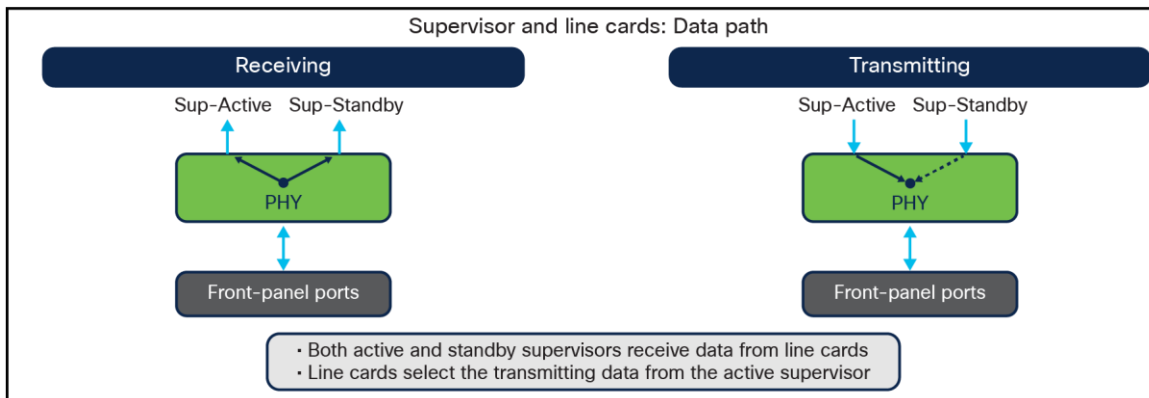 Supervisor and line cards: Data path
Receiving
Sup-Active Sup-Standby
PHY
Front-panel ports
Transmitting
Sup-Active Sup-Standby
PHY
Front-panel ports
· Both active and standby supervisors receive data from line cards
· Line cards select the transmitting data from the active supervisor